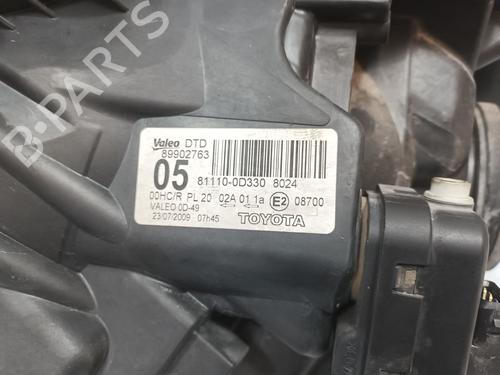 Valeo DTD
89902763
05 81110-0D330 8024
00HC/R PL 20 02A 01 1a E2 08700
VALEO 0D-49
23/07/2009 07h45 TOYOTA
B-Parts